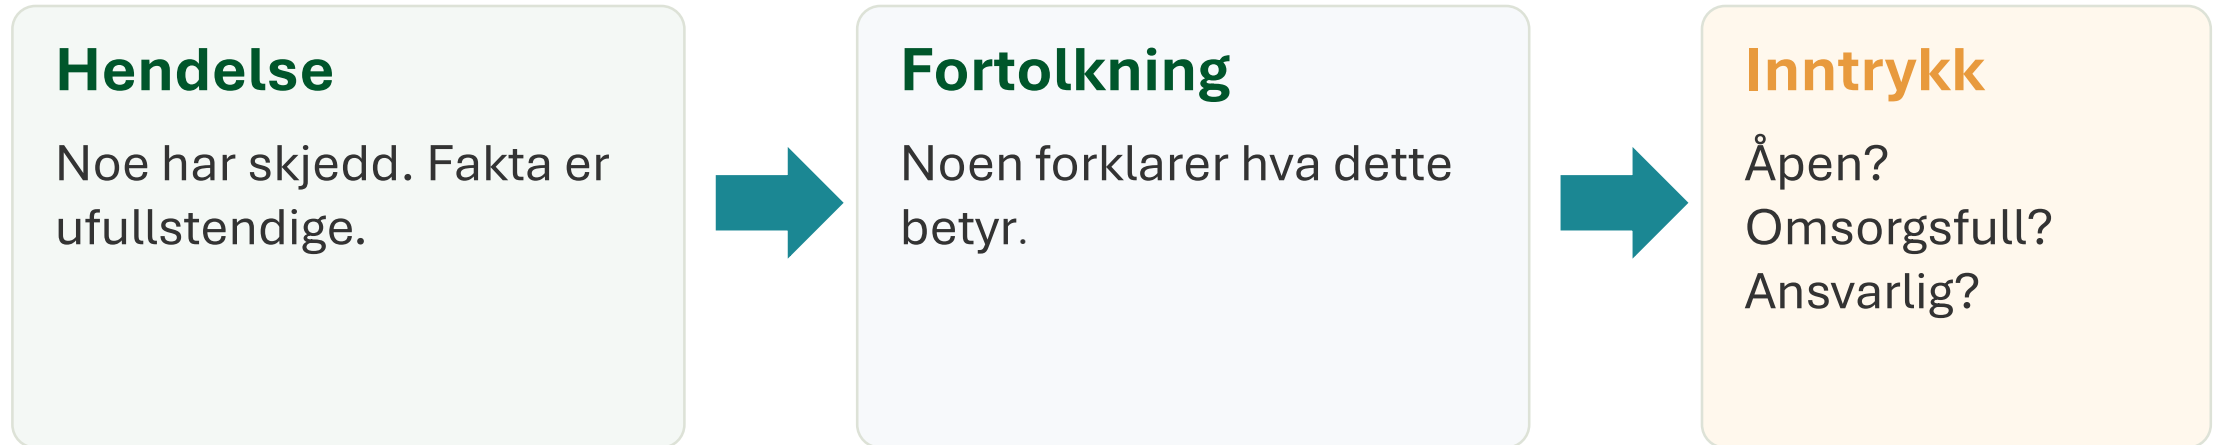 Hendelse
Noe har skjedd. Fakta er
ufullstendige.
Fortolkning
Noen forklarer hva dette
betyr.
Inntrykk
Åpen?
Omsorgsfull?
Ansvarlig?